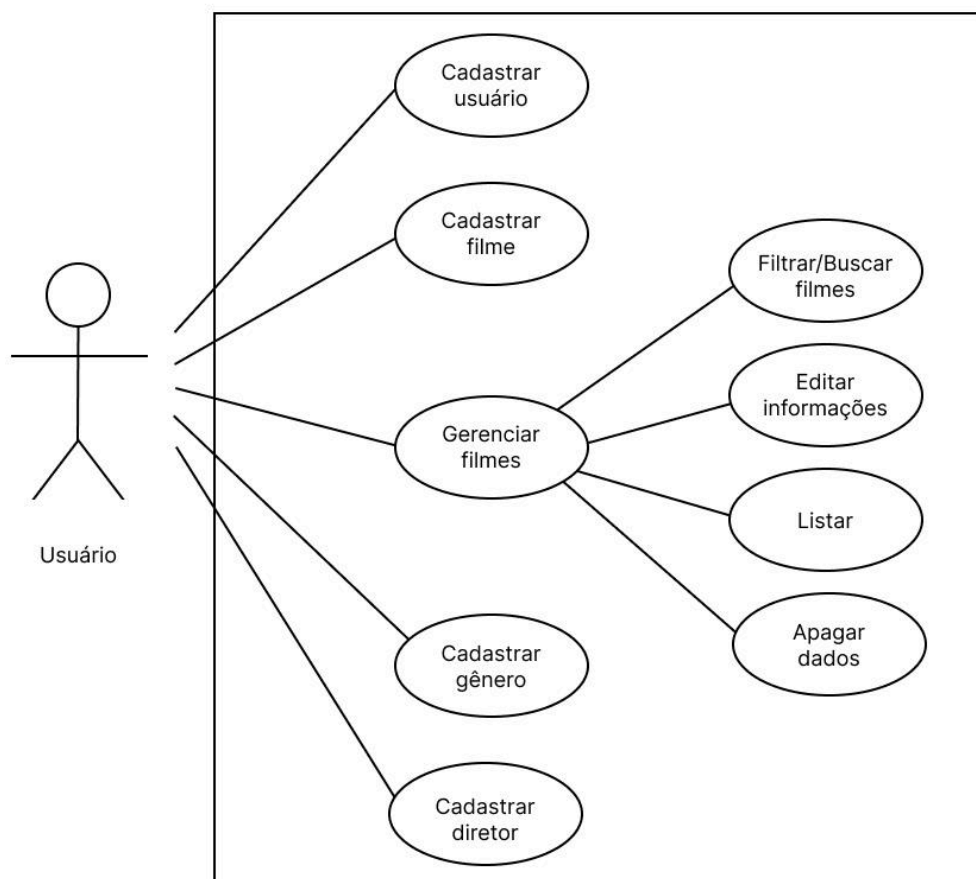 Cadastrar
usuário
Cadastrar
filme
Filtrar/Buscar
filmes
Editar
informações
Gerenciar
filmes
Listar
Usuário
Apagar
dados
Cadastrar
gênero
Cadastrar
diretor